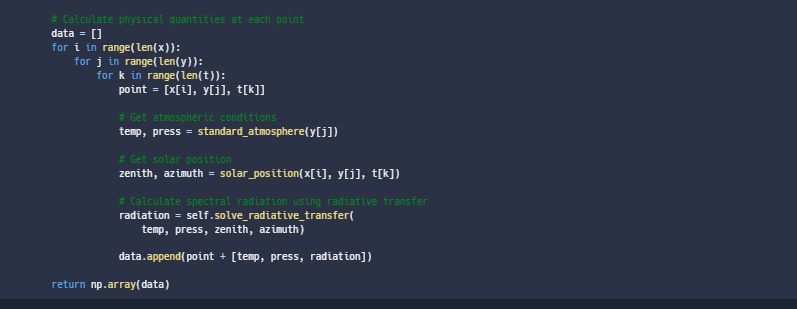 # Calculate physical quantities at each point
data = []
for i in range(len(x)):
    for j in range(len(y)):
        for k in range(len(t)):
            point = [x[i], y[j], t[k]]

            # Get atmospheric conditions
            temp, press = standard_atmosphere(y[j])

            # Get solar position
            zenith, azimuth = solar_position(x[i], y[j], t[k])

            # Calculate spectral radiation using radiative transfer
            radiation = self.solve_radiative_transfer(
                temp, press, zenith, azimuth)

            data.append(point + [temp, press, radiation])

return np.array(data)